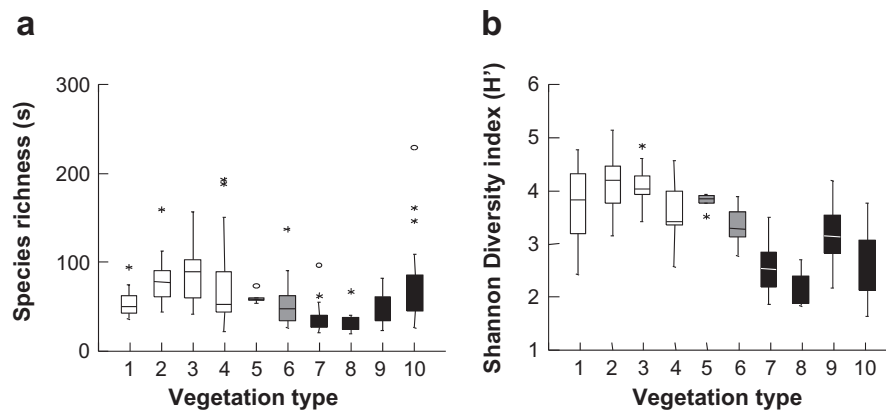 a
b
Species richness (s)
300
200
100
0
1 2 3 4 5 6 7 8 9 10
Vegetation type
Shannon Diversity index (H')
6
5
4
3
2
1
1 2 3 4 5 6 7 8 9 10
Vegetation type